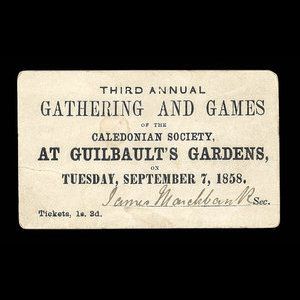 THIRD ANNUAL
GATHERING AND GAMES
OF THE
CALEDONIAN SOCIETY,
AT GUILBAULT'S GARDENS,
ON
TUESDAY, SEPTEMBER 7, 1858.
James Marchbank Sec.
Tickets, 1s. 3d.